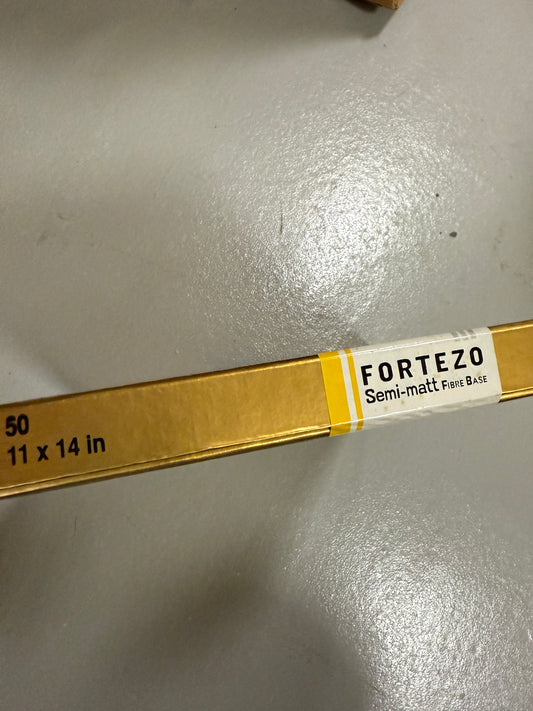 50
11 x 14 in
FORTEZO
Semi-matt FIBRE BASE